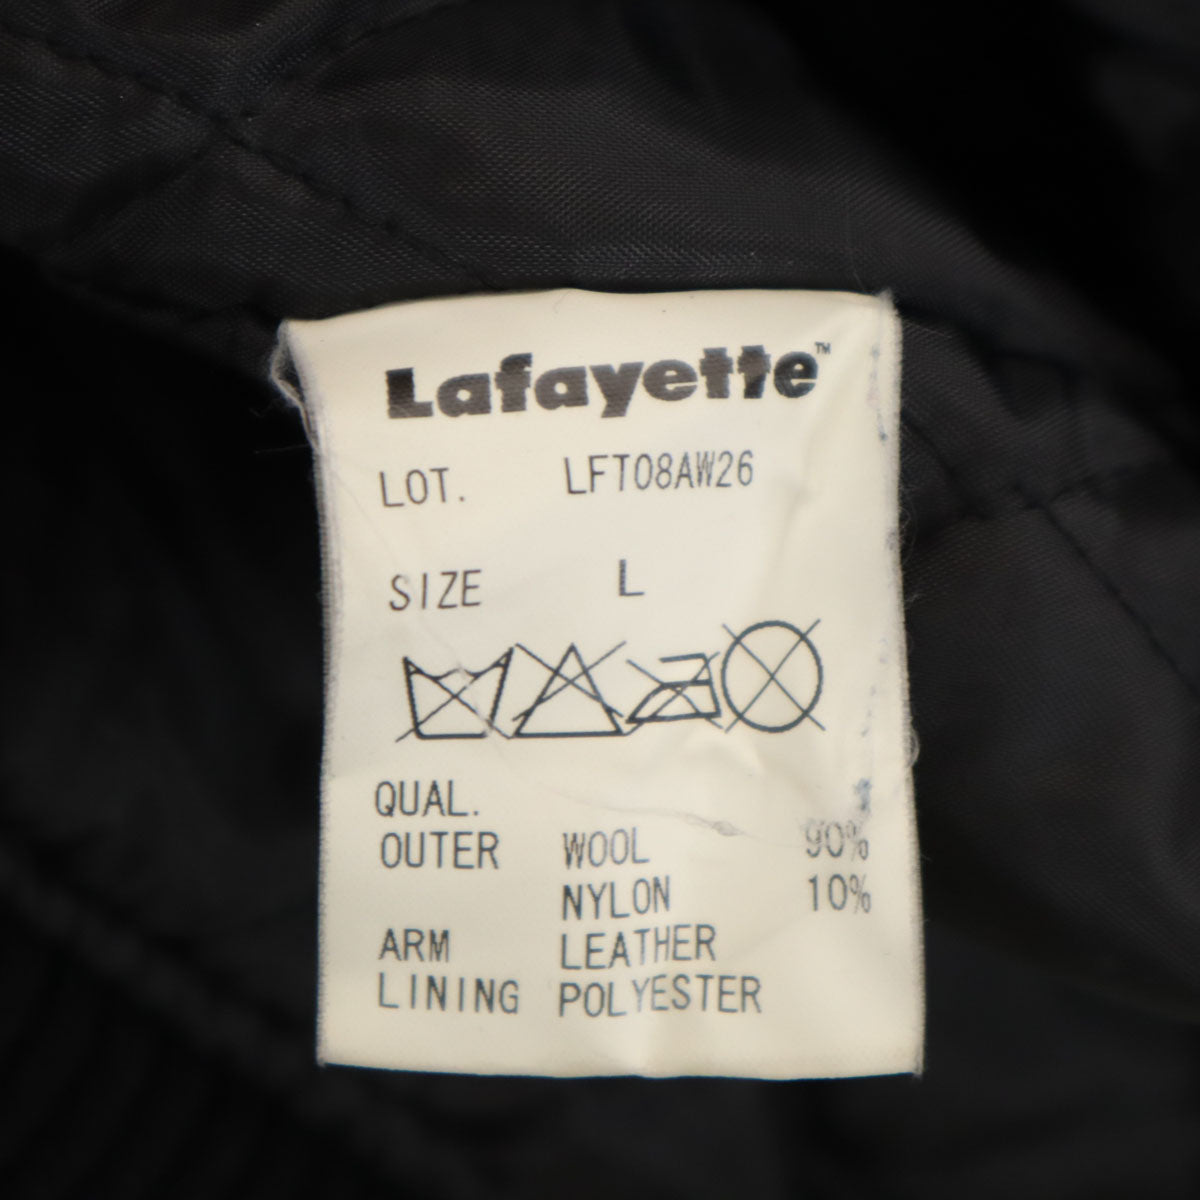 Lafayette™
LOT. LFT08AW26
SIZE L
QUAL.
OUTER WOOL 90%
NYLON 10%
ARM LEATHER
LINING POLYESTER